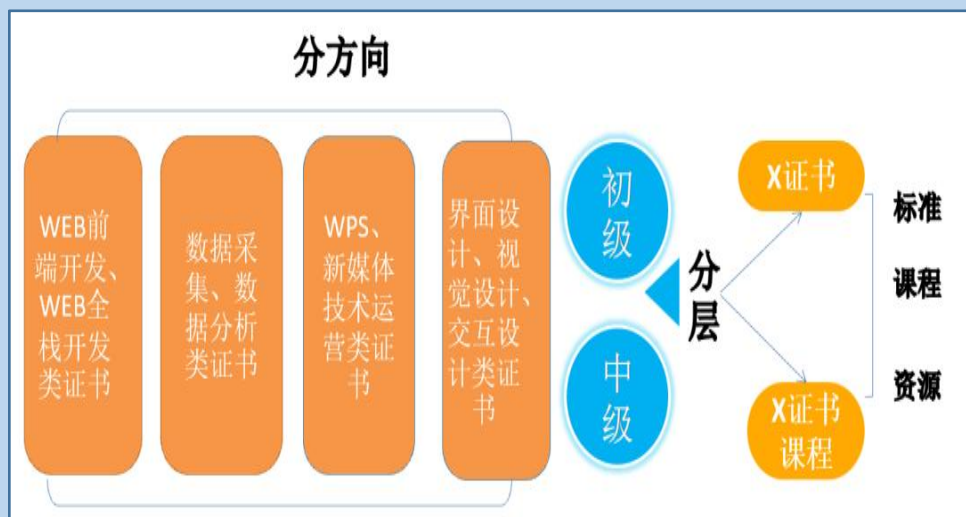 分方向
WEB前
端开发、
WEB全
栈开发
类证书
数据采
集、数
据分析
类证书
WPS、
新媒体
技术运
营类证
书
界面设
计、视
觉设计、
交互设
计类证
书
初
级
中
级
分
层
X证书
X证书
课程
标准
课程
资源